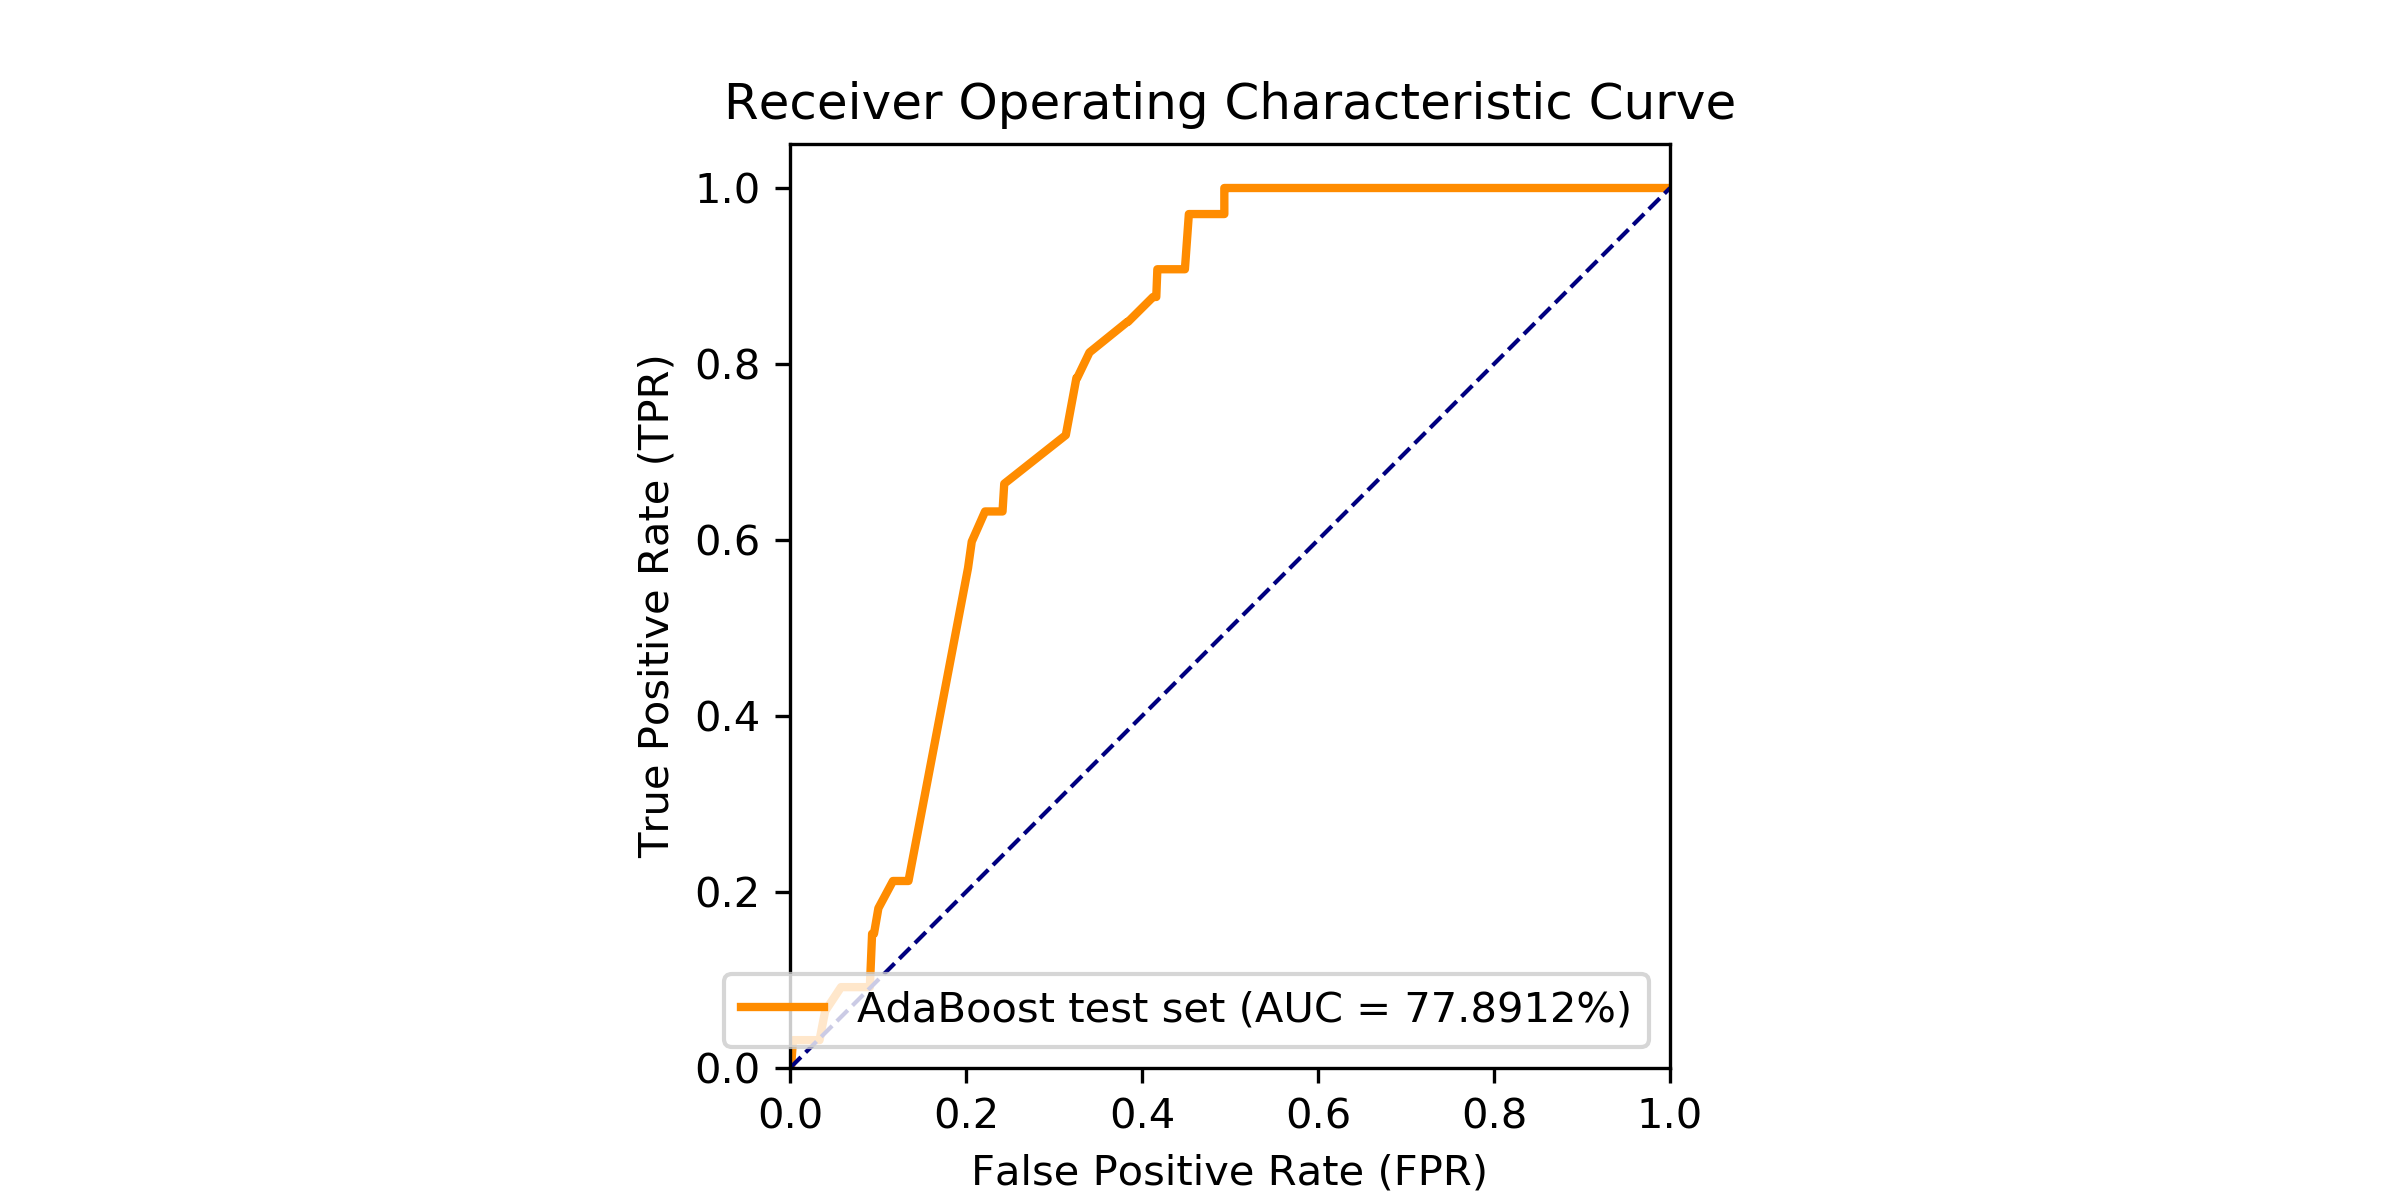 Receiver Operating Characteristic Curve
1.0
0.8
0.6
0.4
0.2
0.0
True Positive Rate (TPR)
AdaBoost test set (AUC = 77.8912%)
0.0 0.2 0.4 0.6 0.8 1.0
False Positive Rate (FPR)